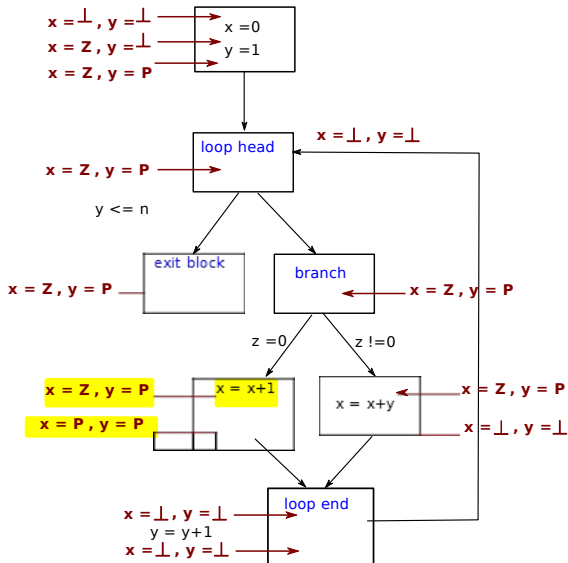 x = ⊥ , y = ⊥
x =0
x = Z , y = ⊥
y =1
x = Z , y = P
x = ⊥ , y = ⊥
loop head
x = Z , y = P
y <= n
exit block
branch
x = Z , y = P
x = Z , y = P
z =0
z !=0
x = Z , y = P
x = x+1
x = Z , y = P
x = x+y
x = P , y = P
x = ⊥ , y = ⊥
loop end
x = ⊥ , y = ⊥
y = y+1
x = ⊥ , y = ⊥